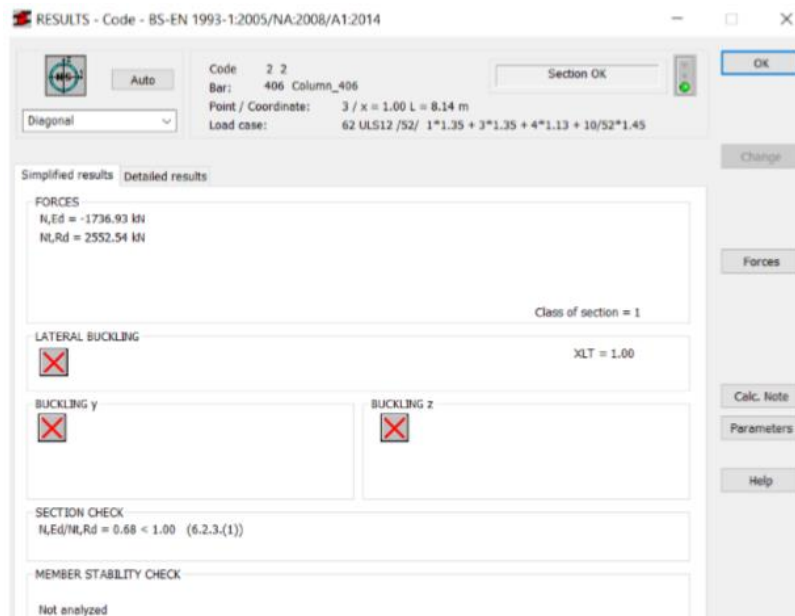 RESULTS - Code - BS-EN 1993-1:2005/NA:2008/A1:2014
Auto
Diagonal
Code 2 2
Bar: 406 Column_406
Point / Coordinate: 3 / x = 1.00 L = 8.14 m
Load case: 62 ULS12 /52/ 1*1.35 + 3*1.35 + 4*1.13 + 10/52*1.45
Section OK
OK
Change
Simplified results Detailed results
FORCES
N,Ed = -1736.93 kN
Nt,Rd = 2552.54 kN
Class of section = 1
Forces
LATERAL BUCKLING
XLT = 1.00
BUCKLING y
BUCKLING z
Calc. Note
Parameters
Help
SECTION CHECK
N,Ed/Nt,Rd = 0.68 < 1.00 (6.2.3.(1))
MEMBER STABILITY CHECK
Not analyzed